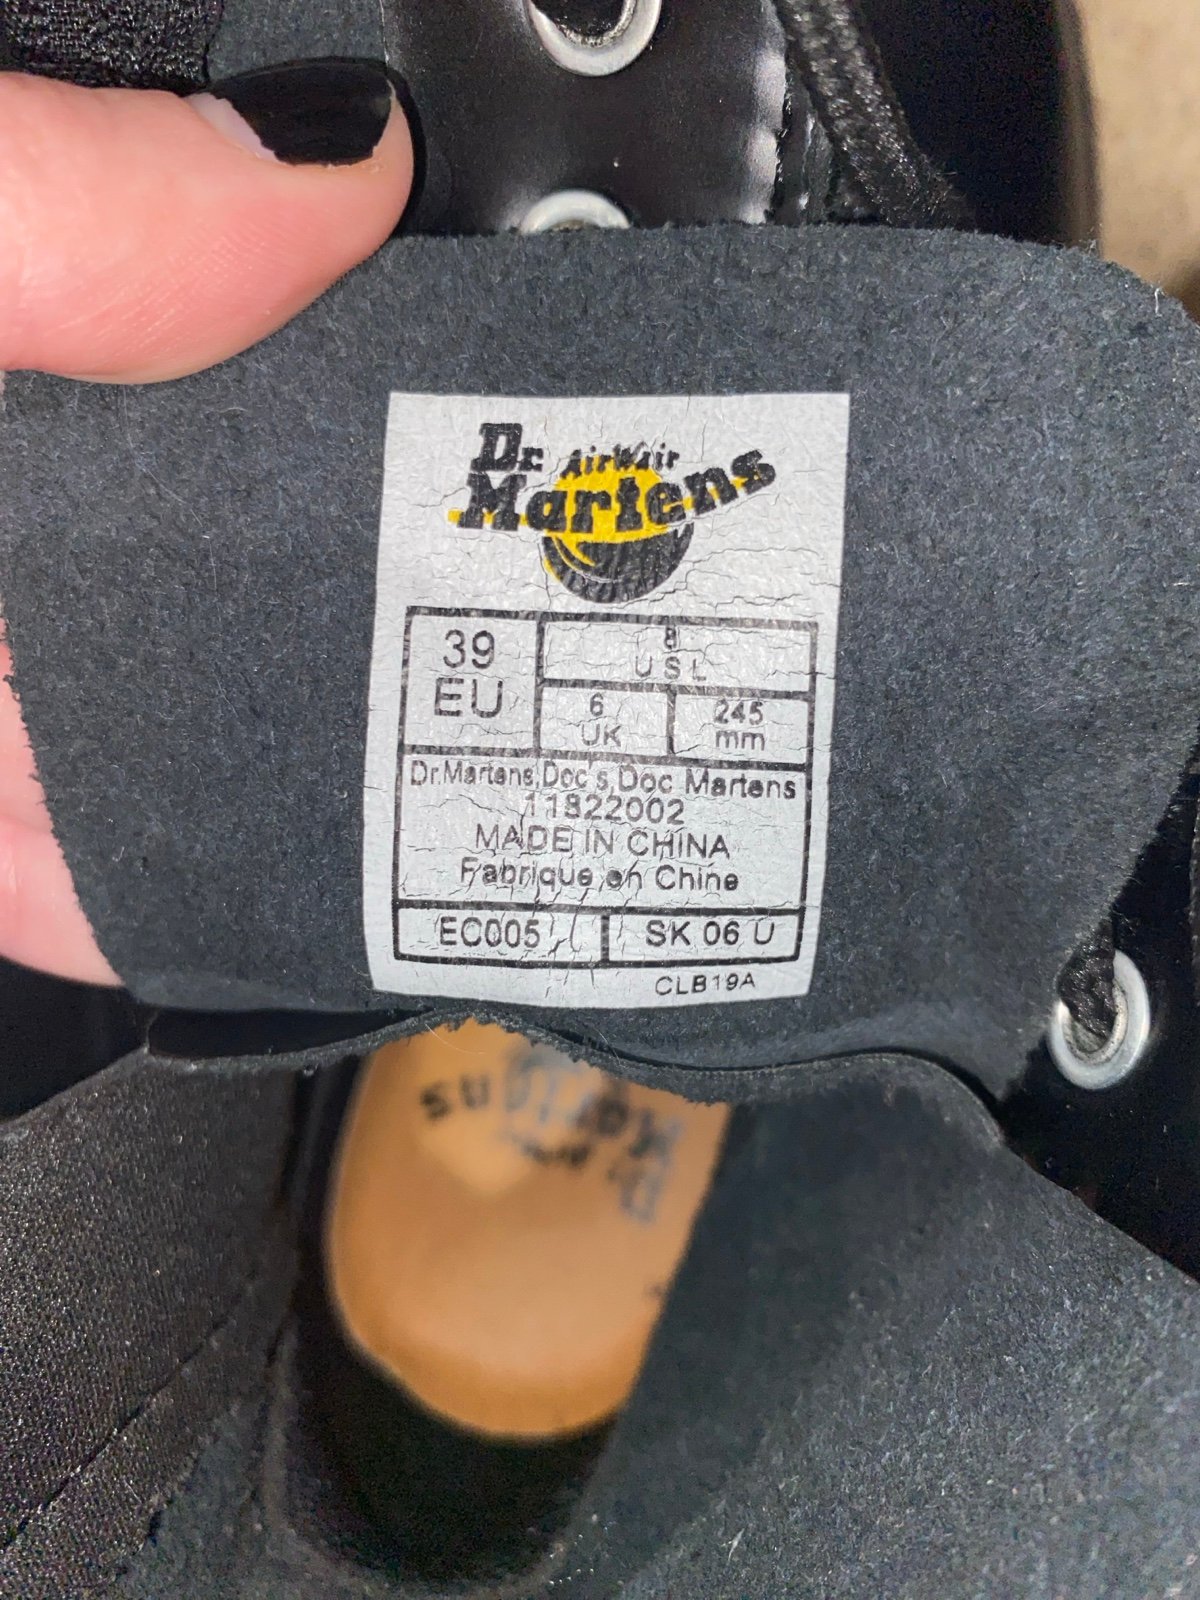 Dr. AirWair
Martens
39
EU
8
USL
6
UK
245
mm
Dr.Martens,Doc's,Doc Martens
11822002
MADE IN CHINA
Fabrique en Chine
EC005
SK 06 U
CLB19A